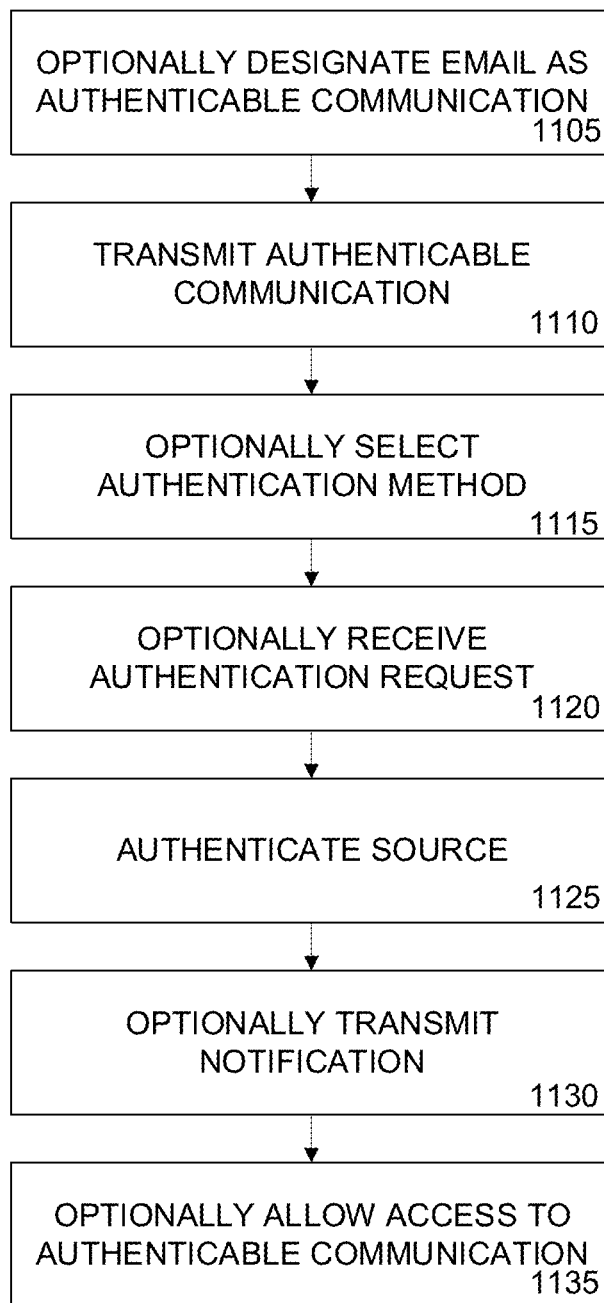 OPTIONALLY DESIGNATE EMAIL AS
AUTHENTICABLE COMMUNICATION
1105
TRANSMIT AUTHENTICABLE
COMMUNICATION
1110
OPTIONALLY SELECT
AUTHENTICATION METHOD
1115
OPTIONALLY RECEIVE
AUTHENTICATION REQUEST
1120
AUTHENTICATE SOURCE
1125
OPTIONALLY TRANSMIT
NOTIFICATION
1130
OPTIONALLY ALLOW ACCESS TO
AUTHENTICABLE COMMUNICATION
1135